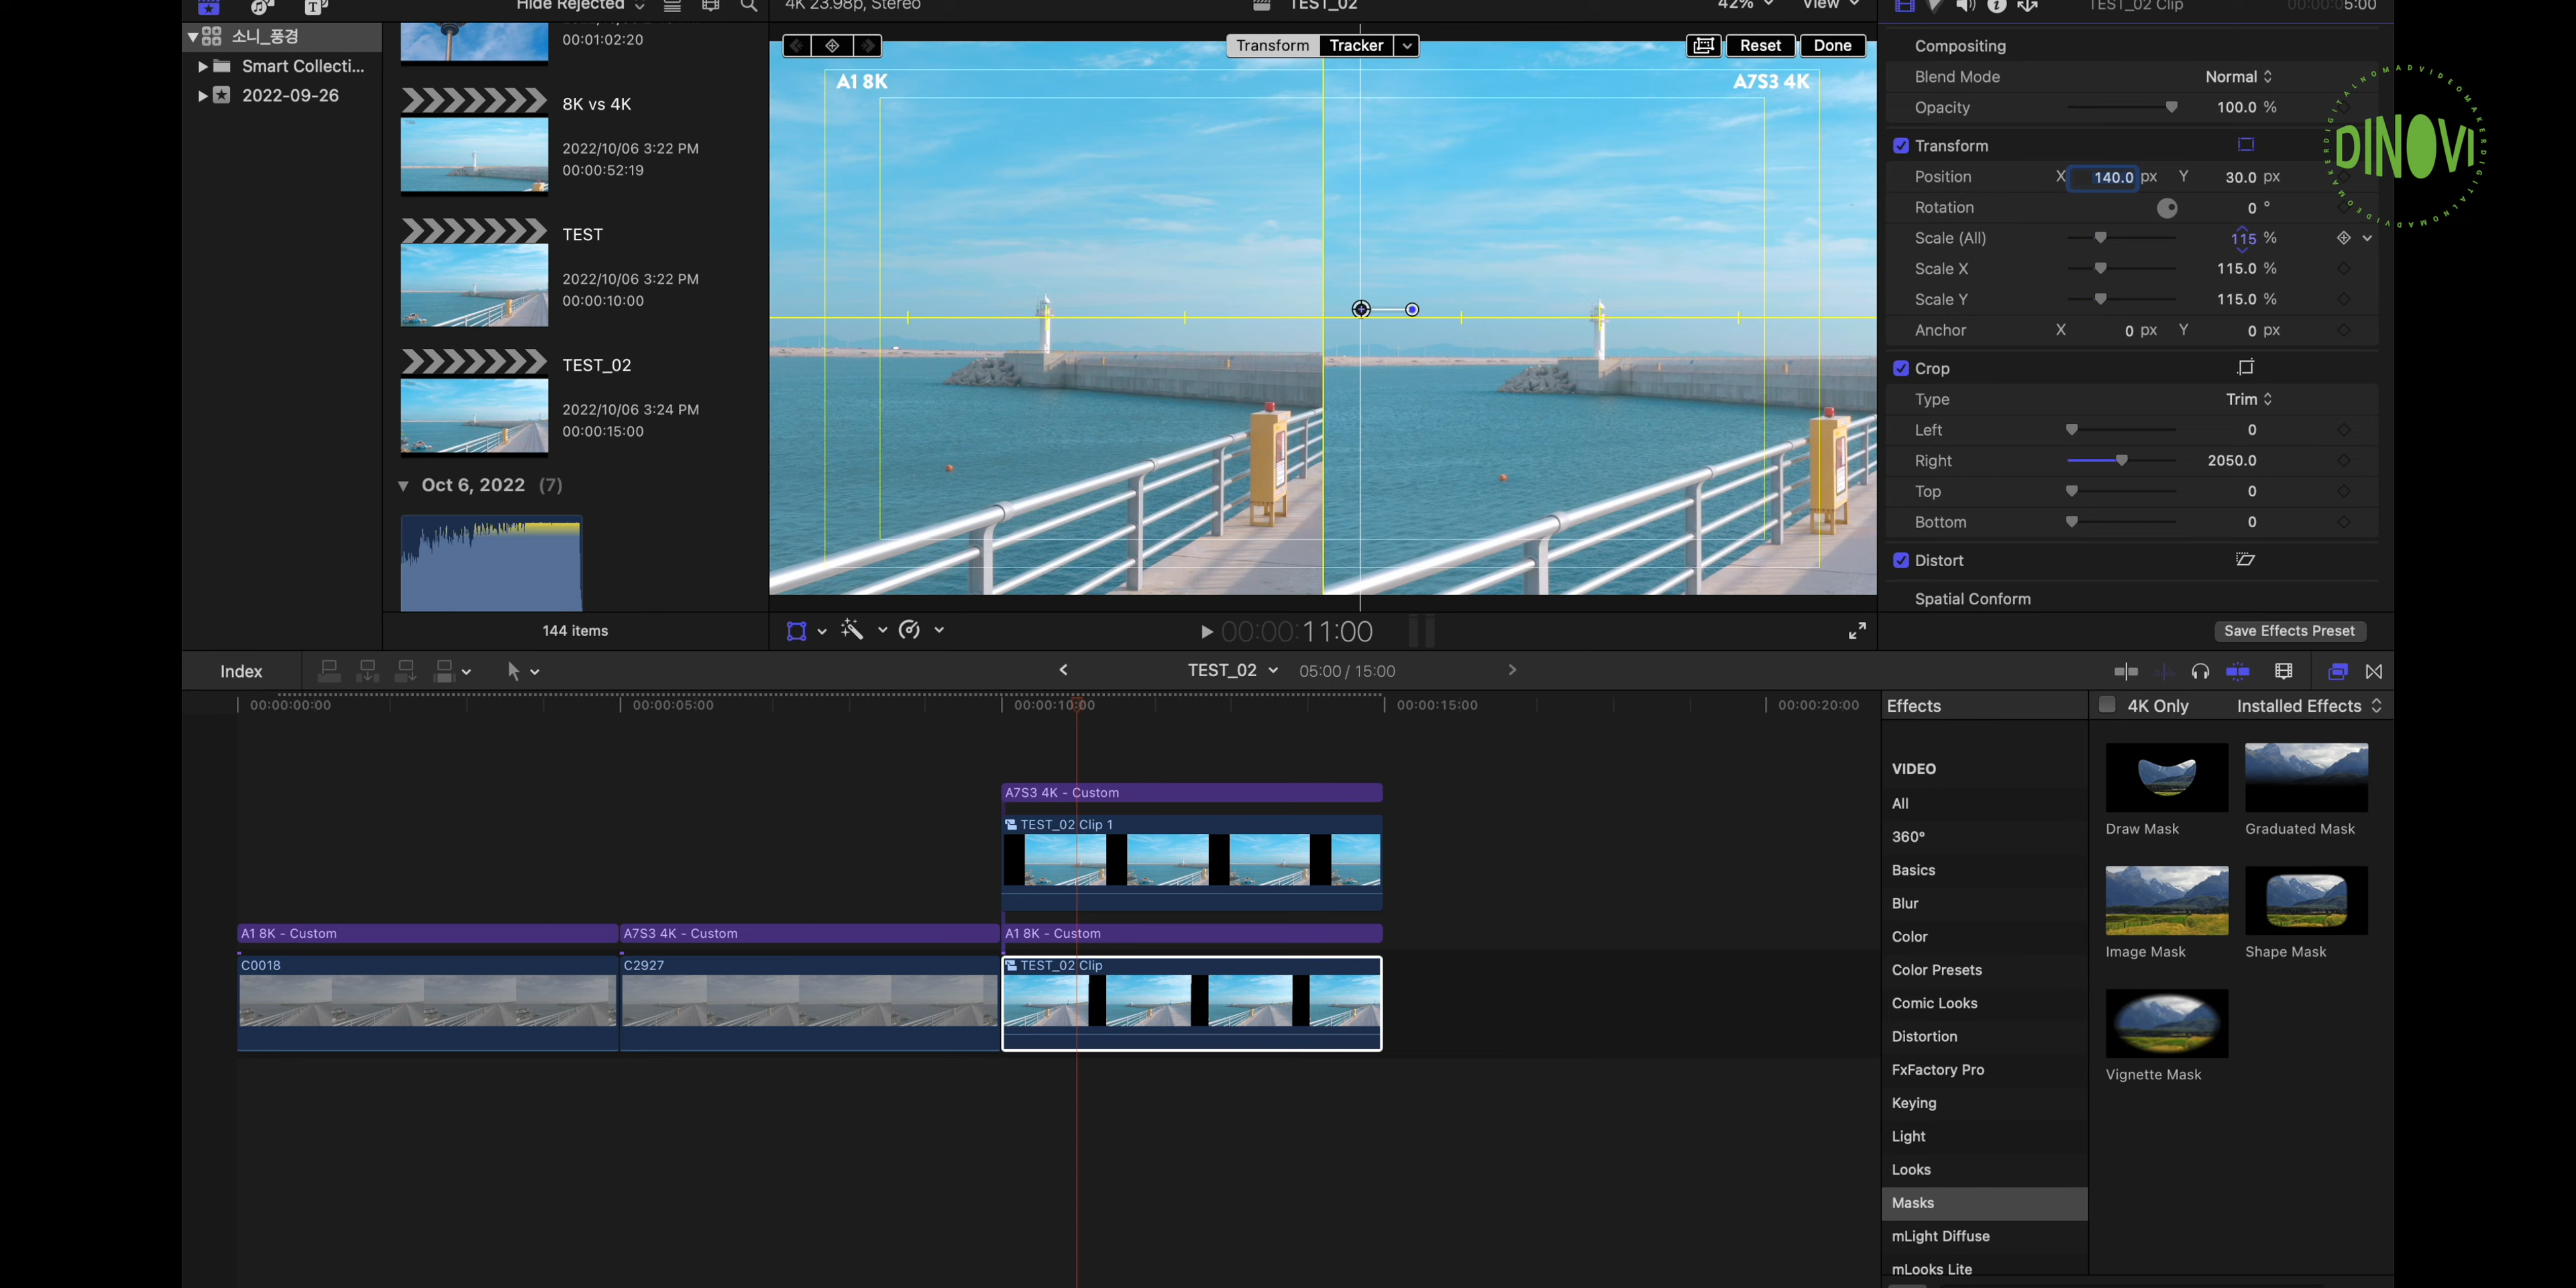 Hide Rejected
4K 23.98p, Stereo
TEST_02
42%
View
TEST_02 Clip
00:00:05:00
소니_풍경
Smart Collecti...
2022-09-26
00:01:02:20
8K vs 4K
2022/10/06 3:22 PM
00:00:52:19
TEST
2022/10/06 3:22 PM
00:00:10:00
TEST_02
2022/10/06 3:24 PM
00:00:15:00
Oct 6, 2022 (7)
144 items
Transform
Tracker
Reset
Done
A1 8K
A7S3 4K
00:00:11:00
Compositing
Blend Mode Normal
Opacity 100.0 %
Transform
Position X 140.0 px Y 30.0 px
Rotation 0 °
Scale (All) 115 %
Scale X 115.0 %
Scale Y 115.0 %
Anchor X 0 px Y 0 px
Crop
Type Trim
Left 0
Right 2050.0
Top 0
Bottom 0
Distort
Spatial Conform
Save Effects Preset
DINOVI
DIGITALNOMADVIDEOMAKERDIGITALNOMADVIDEOMAKER
Index
TEST_02
05:00 / 15:00
00:00:00:00
00:00:05:00
00:00:10:00
00:00:15:00
00:00:20:00
A7S3 4K - Custom
TEST_02 Clip 1
A1 8K - Custom
A7S3 4K - Custom
A1 8K - Custom
C0018
C2927
TEST_02 Clip
Effects
4K Only
Installed Effects
VIDEO
All
360°
Basics
Blur
Color
Color Presets
Comic Looks
Distortion
FxFactory Pro
Keying
Light
Looks
Masks
mLight Diffuse
mLooks Lite
Draw Mask
Graduated Mask
Image Mask
Shape Mask
Vignette Mask